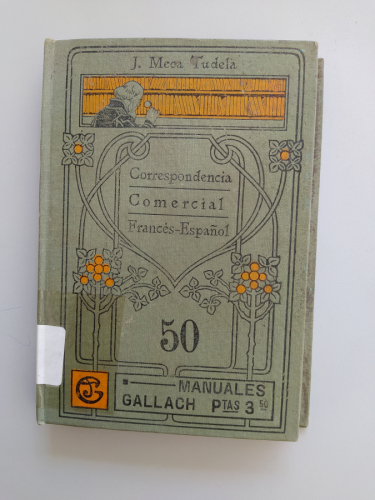 J. Meca Tudela
Correspondencia
Comercial
Francés-Español
50
MANUALES
GALLACH PTAS 3 50